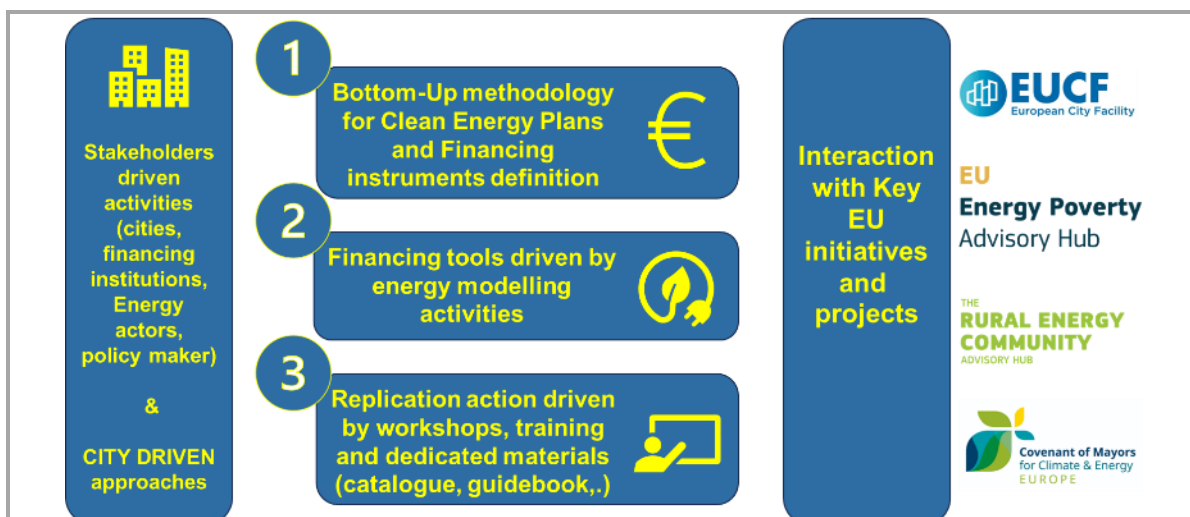 Stakeholders
driven
activities
(cities,
financing
institutions,
Energy
actors,
policy maker)
&
CITY DRIVEN
approaches
1
Bottom-Up methodology
for Clean Energy Plans
and Financing
instruments definition
€
2
Financing tools driven by
energy modelling
activities
3
Replication action driven
by workshops, training
and dedicated materials
(catalogue, guidebook,.)
Interaction
with Key
EU
initiatives
and
projects
EUCF
European City Facility
EU
Energy Poverty
Advisory Hub
THE
RURAL ENERGY
COMMUNITY
ADVISORY HUB
Covenant of Mayors
for Climate & Energy
EUROPE